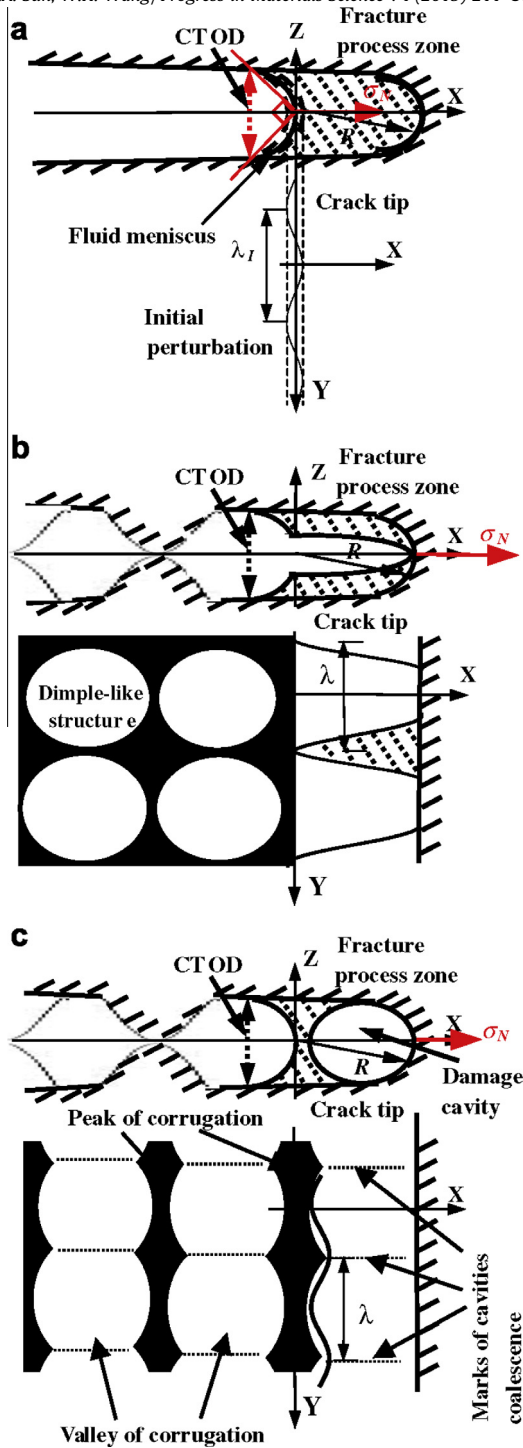 a
CTOD
Z
Fracture
process zone
σN
X
R
Fluid meniscus
Crack tip
λI
X
Initial
perturbation
Y
b
CTOD
Z
Fracture
process zone
R
X
σN
Crack tip
λ
X
Dimple-like
structure
Y
c
CTOD
Z
Fracture
process zone
X
σN
R
Damage
cavity
Crack tip
Peak of corrugation
X
λ
Marks of cavities
coalescence
Y
Valley of corrugation